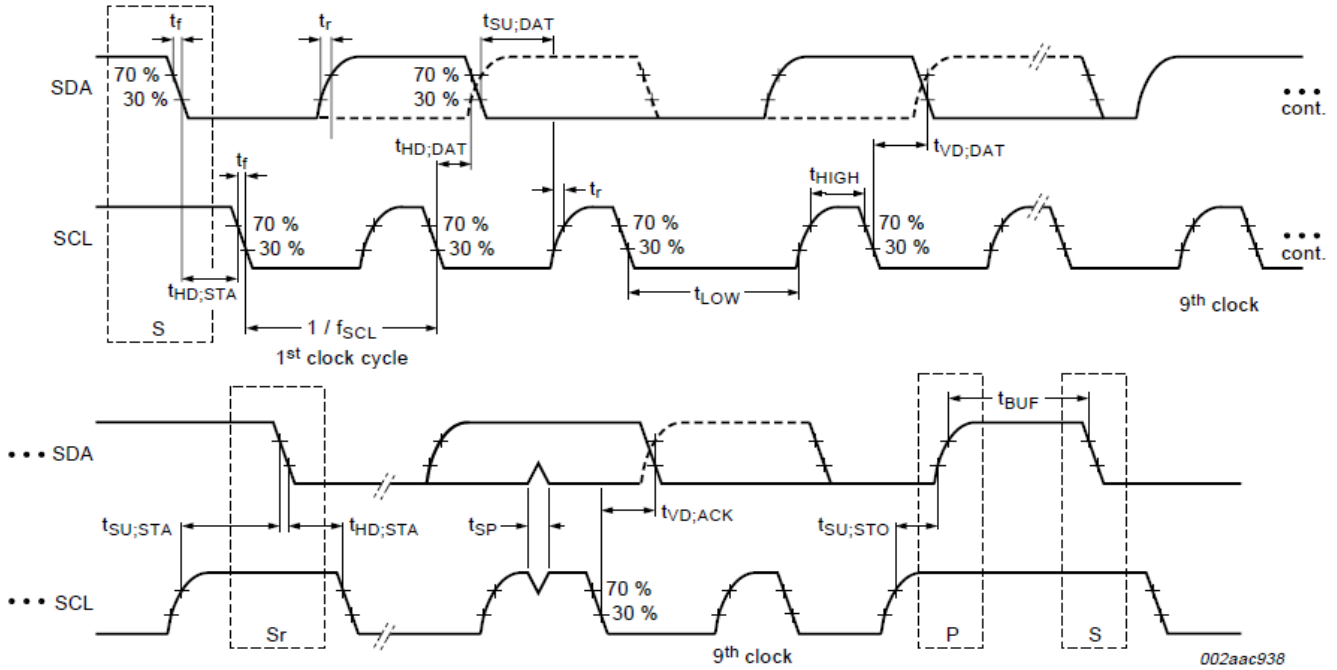 tf tr tSU;DAT
70 % 70 %
SDA
30 % 30 %
••• cont.
tHD;DAT tVD;DAT
tf tr tHIGH
70 % 70 % 70 % 70 %
SCL
30 % 30 % 30 % 30 %
••• cont.
tHD;STA tLOW
9th clock
S 1 / fSCL
1st clock cycle
tBUF
••• SDA
tSU;STA tHD;STA tSP tVD;ACK tSU;STO
70 %
••• SCL
30 %
Sr P S
9th clock
002aac938